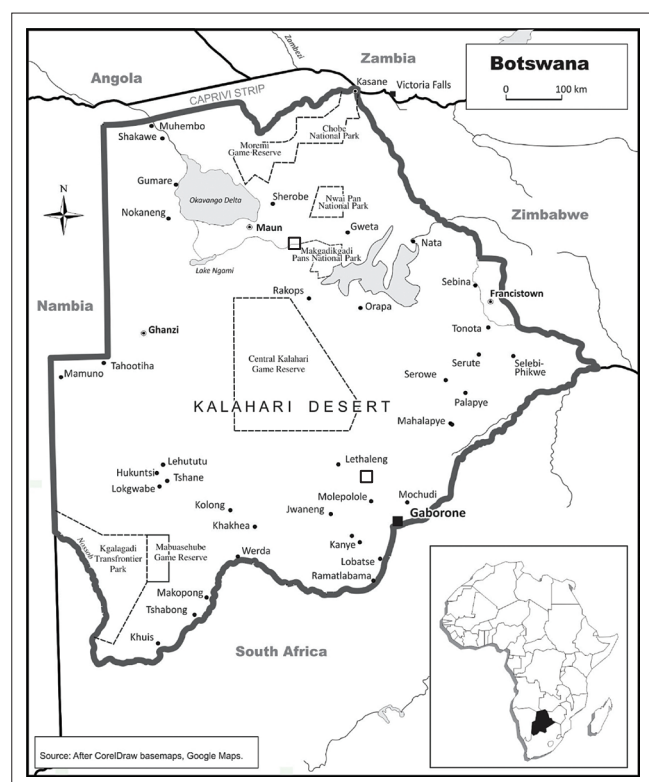 Zambezi
Zambia
Botswana
0 100 km
Angola
CAPRIVI STRIP
Kasane
Victoria Falls
Muhembo
Shakawe
Chobe
National Park
Moremi
Game Reserve
Gumare
Okavango Delta
Nokaneng
Sherobe
Nwai Pan
National Park
N
Zimbabwe
Maun
Gweta
Nata
Makgadikgadi
Pans National Park
Lake Ngami
Sebina
Nambia
Rakops
Orapa
Francistown
Ghanzi
Tonota
Central Kalahari
Game Reserve
Tahootiha
Mamuno
Serute
Selebi-
Phikwe
Serowe
Palapye
KALAHARI DESERT
Mahalapye
Lehututu
Hukuntsi
Tshane
Lokgwabe
Lethaleng
Molepolole
Mochudi
Kolong
Jwaneng
Gaborone
Khakhea
Nossob
Kgalagadi
Transfrontier
Park
Mabuasehube
Game Reserve
Werda
Kanye
Lobatse
Ramatlabama
Makopong
Tshabong
Khuis
South Africa
Source: After CorelDraw basemaps, Google Maps.